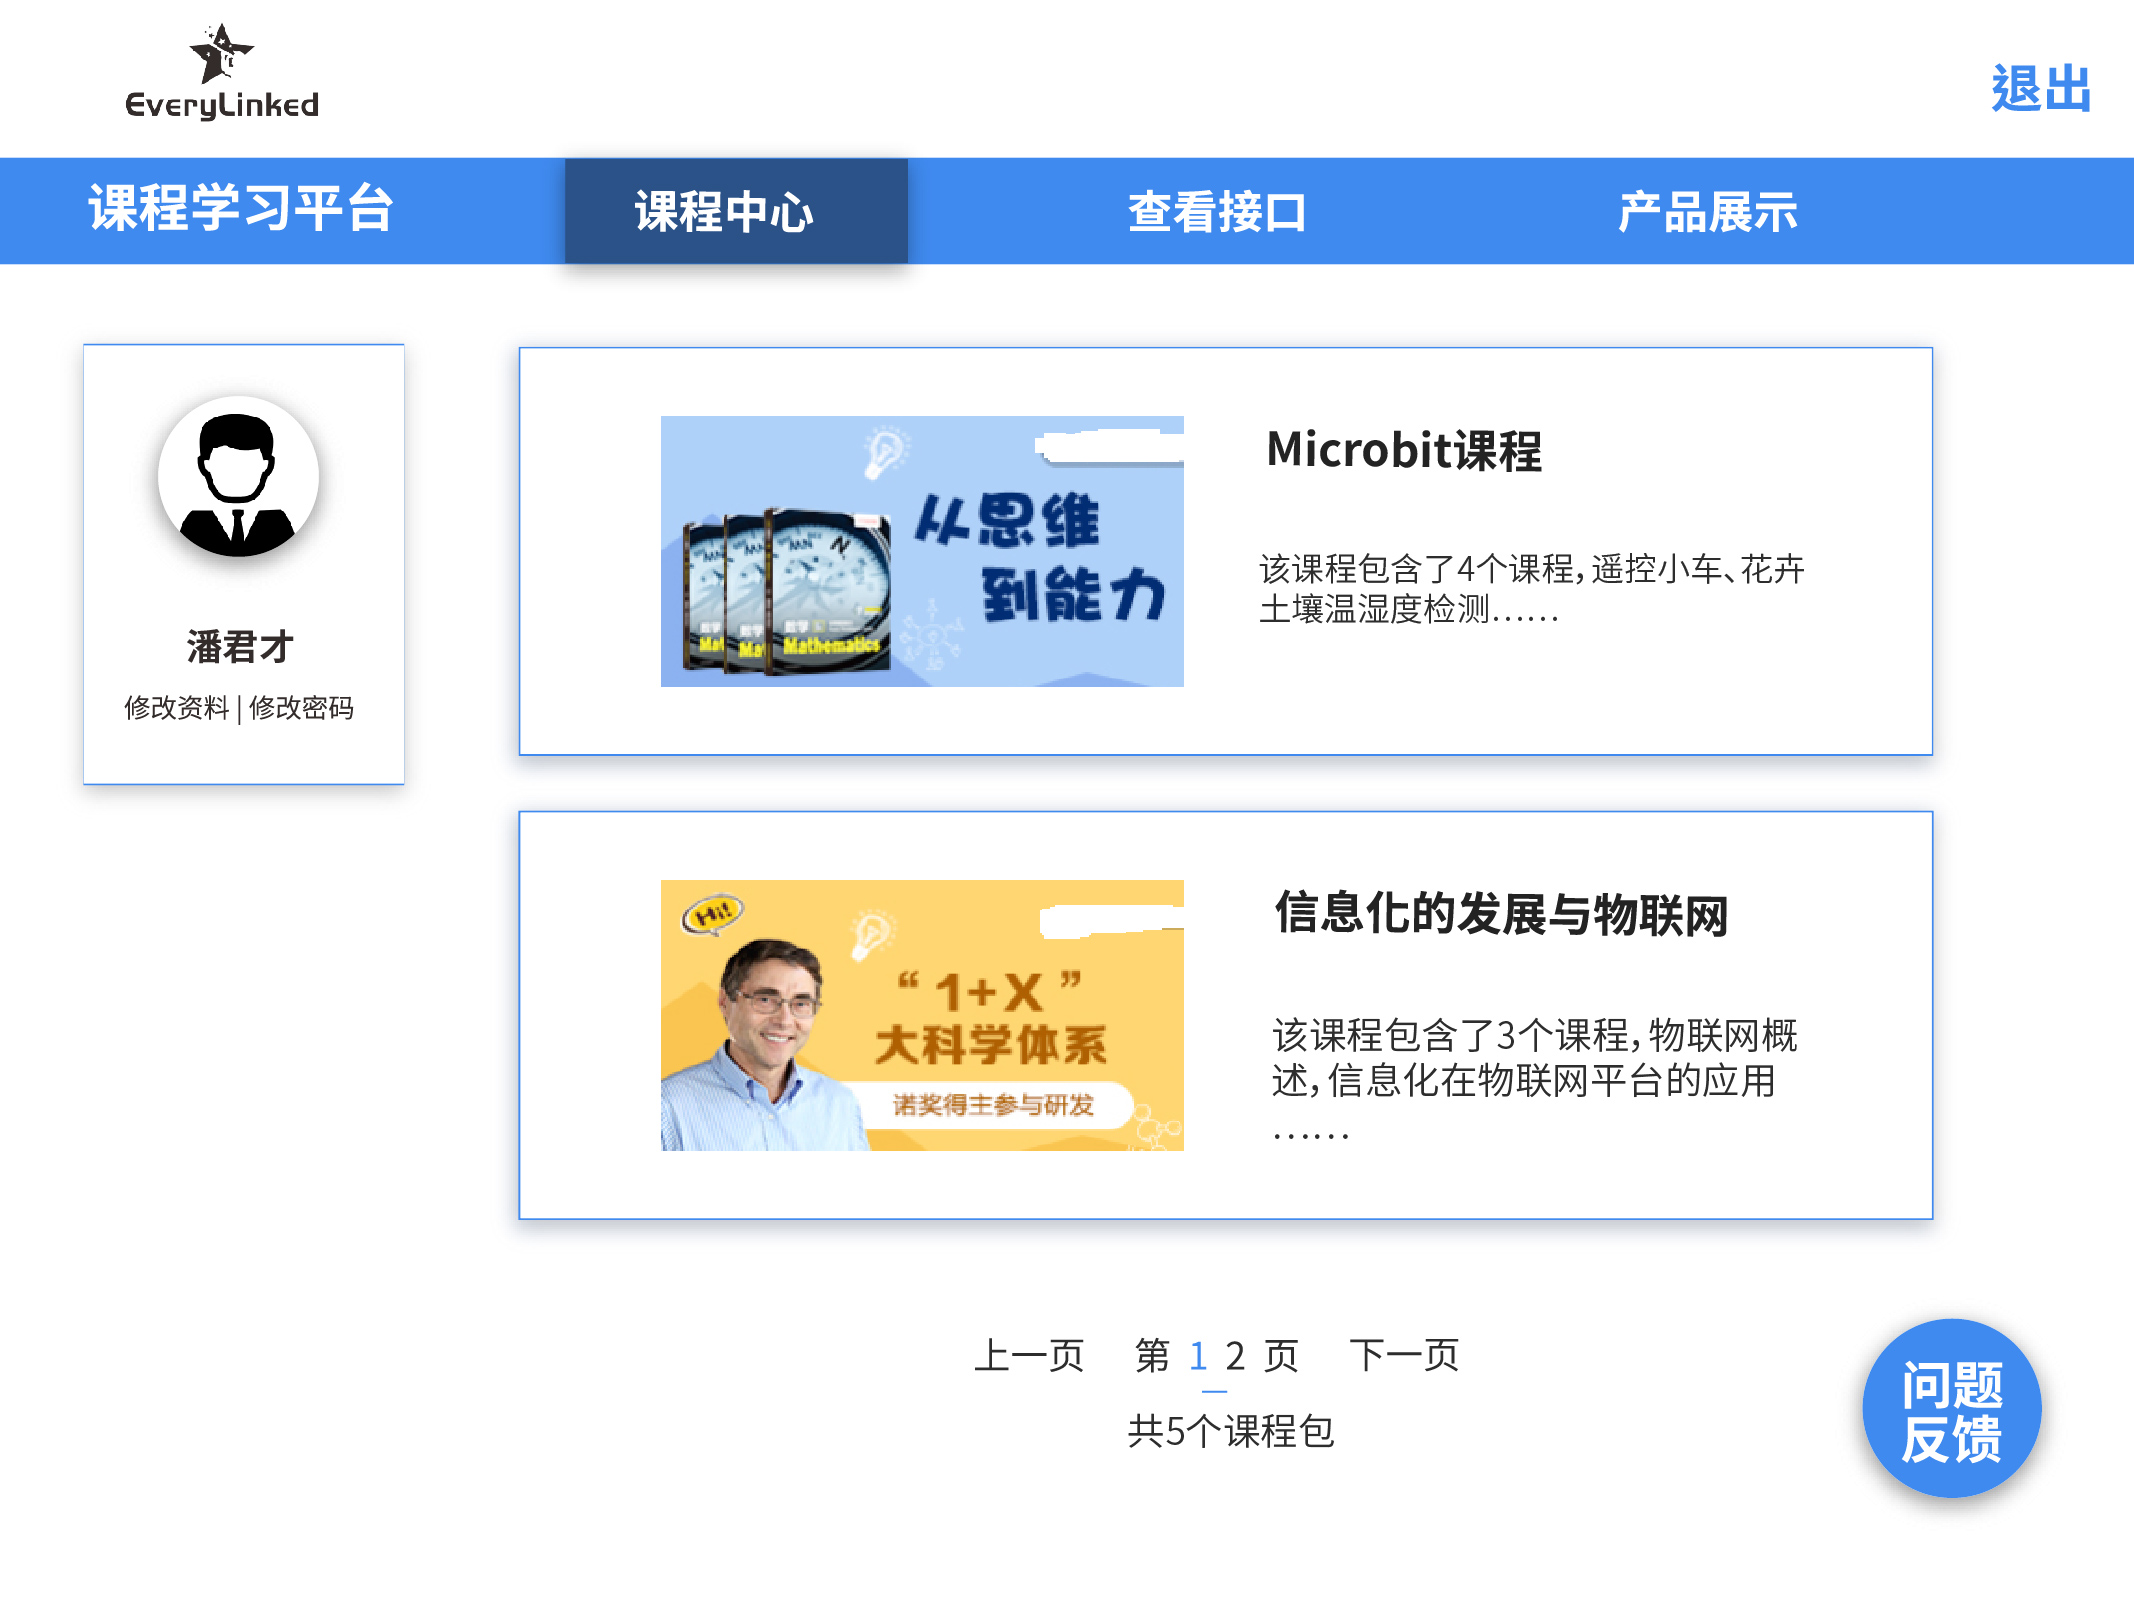 EveryLinked
退出
课程学习平台
课程中心
查看接口
产品展示
潘君才
修改资料 | 修改密码
从思维
到能力
数学
数学
数学
Mathematics
Microbit课程
该课程包含了4个课程，遥控小车、花卉
土壤温湿度检测……
Hi!
“ 1+X ”
大科学体系
诺奖得主参与研发
信息化的发展与物联网
该课程包含了3个课程，物联网概
述，信息化在物联网平台的应用
……
上一页 第 1 2 页 下一页
共5个课程包
问题
反馈